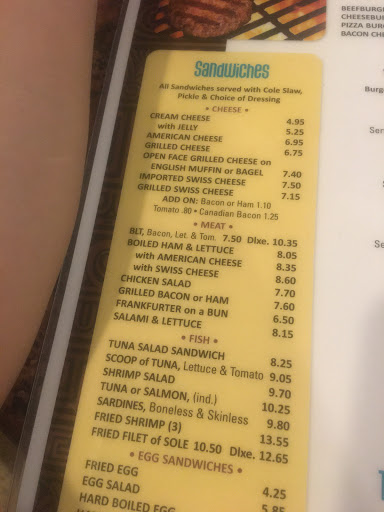 BEEFBURG
CHEESEBU
PIZZA BUR
BACON CHE
Burge
Ser
Se
Sandwiches
All Sandwiches served with Cole Slaw,
Pickle & Choice of Dressing
• CHEESE •
CREAM CHEESE 4.95
with JELLY 5.25
AMERICAN CHEESE 6.95
GRILLED CHEESE 6.75
OPEN FACE GRILLED CHEESE on
ENGLISH MUFFIN or BAGEL 7.40
IMPORTED SWISS CHEESE 7.50
GRILLED SWISS CHEESE 7.15
ADD ON: Bacon or Ham 1.10
Tomato .80 • Canadian Bacon 1.25
• MEAT •
BLT, Bacon, Let. & Tom. 7.50 Dlxe. 10.35
BOILED HAM & LETTUCE 8.05
with AMERICAN CHEESE 8.35
with SWISS CHEESE 8.60
CHICKEN SALAD 7.70
GRILLED BACON or HAM 7.60
FRANKFURTER on a BUN 6.50
SALAMI & LETTUCE 8.15
• FISH •
TUNA SALAD SANDWICH 8.25
SCOOP of TUNA, Lettuce & Tomato 9.05
SHRIMP SALAD 9.70
TUNA or SALMON, (ind.) 10.25
SARDINES, Boneless & Skinless 9.80
FRIED SHRIMP (3) 13.55
FRIED FILET of SOLE 10.50 Dlxe. 12.65
• EGG SANDWICHES •
FRIED EGG 4.25
EGG SALAD 5.85
HARD BOILED EGG